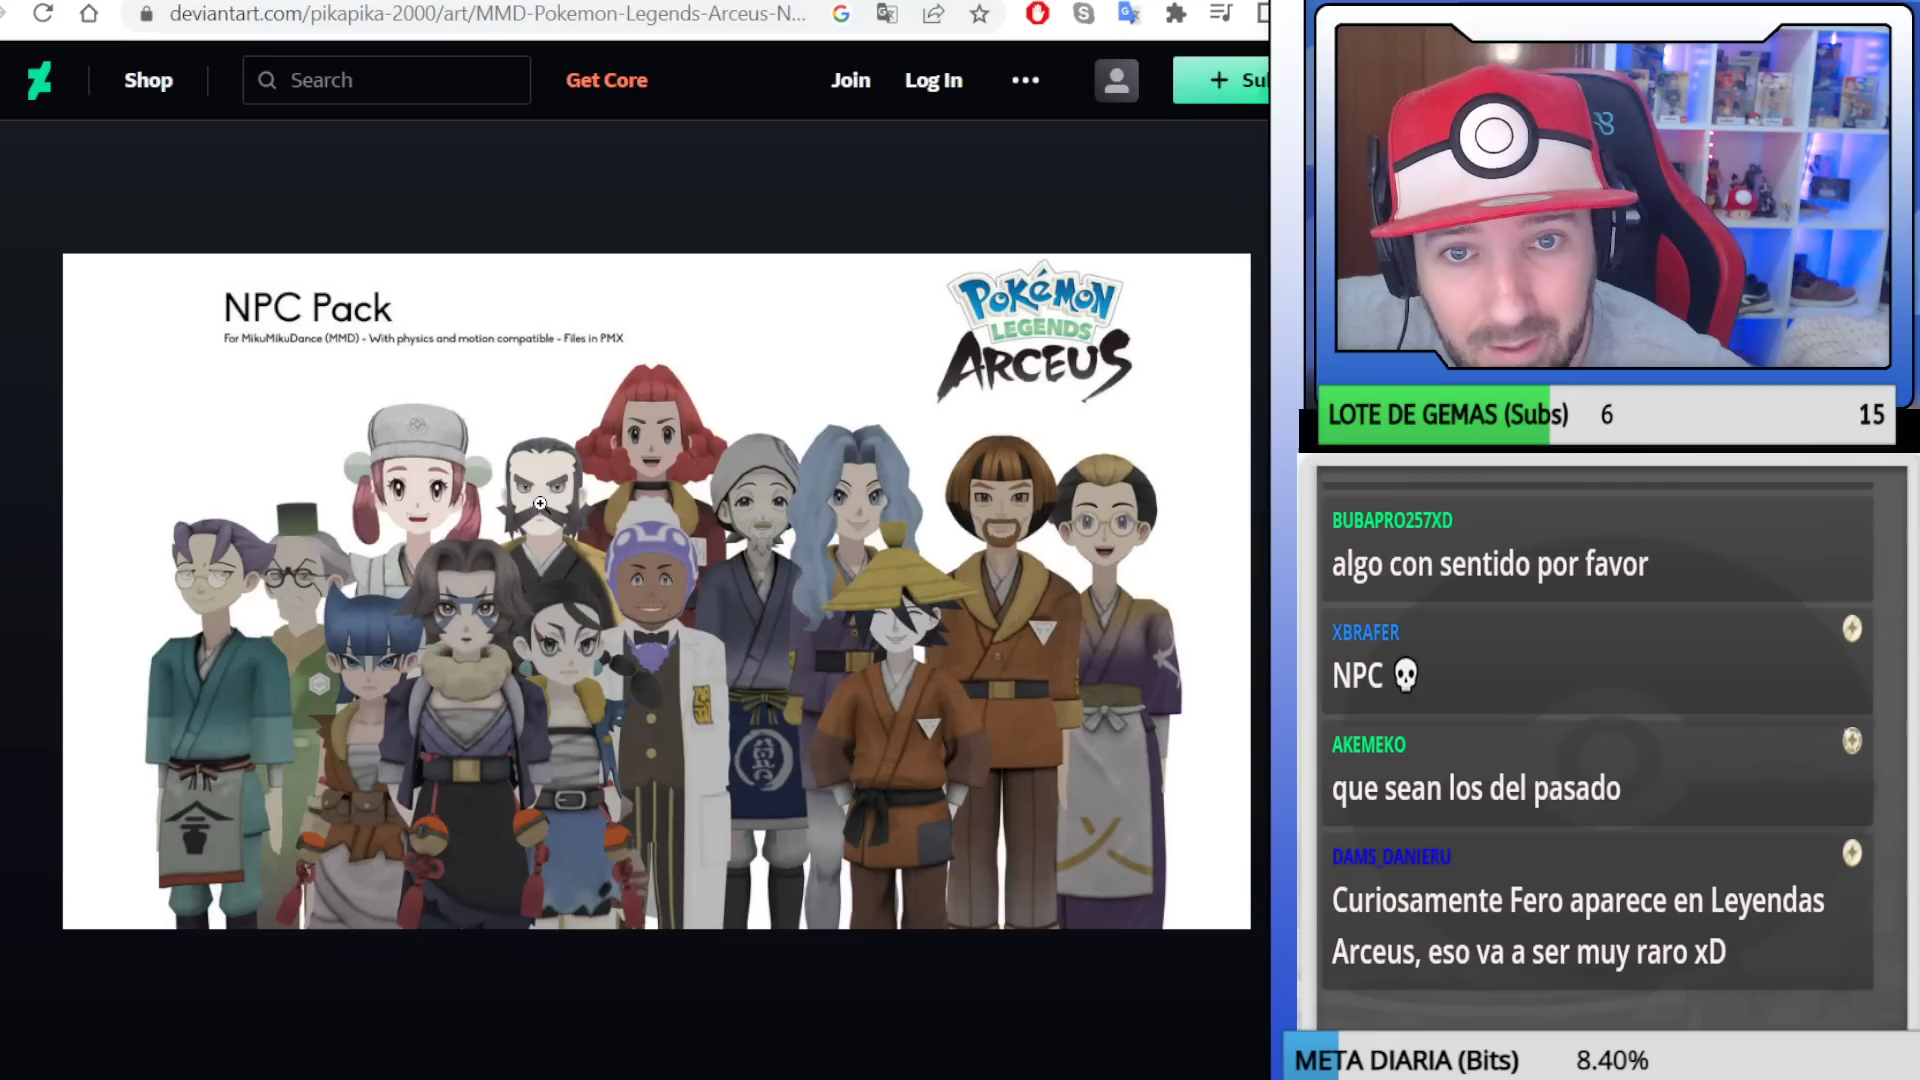 deviantart.com/pikapika-2000/art/MMD-Pokemon-Legends-Arceus-N...
Shop
Search
Get Core
Join
Log In
NPC Pack
For MikuMikuDance (MMD) - With physics and motion compatible - Files in PMX
POKéMON
LEGENDS
ARCEUS
LOTE DE GEMAS (Subs) 6 15
BUBAPRO257XD
algo con sentido por favor
XBRAFER
NPC 💀
AKEMEKO
que sean los del pasado
DAMS_DANIERU
Curiosamente Fero aparece en Leyendas
Arceus, eso va a ser muy raro xD
META DIARIA (Bits) 8.40%